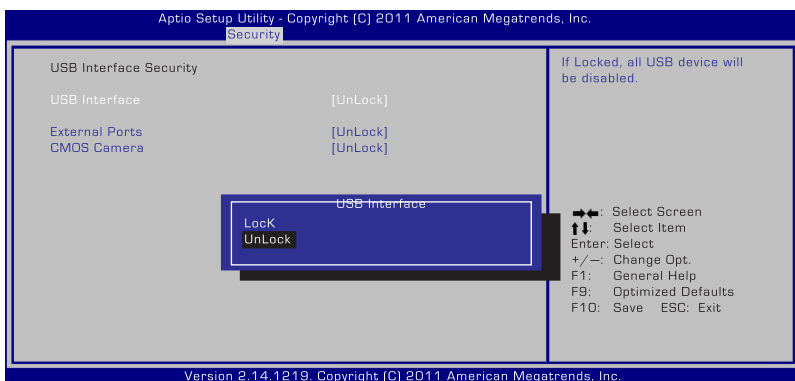 Aptio Setup Utility - Copyright (C) 2011 American Megatrends, Inc.
Security
USB Interface Security
USB Interface [UnLock]
External Ports [UnLock]
CMOS Camera [UnLock]
If Locked, all USB device will
be disabled.
USB Interface
LocK
UnLock
→←: Select Screen
↑↓: Select Item
Enter: Select
+/—: Change Opt.
F1: General Help
F9: Optimized Defaults
F10: Save ESC: Exit
Version 2.14.1219. Copyright (C) 2011 American Megatrends, Inc.